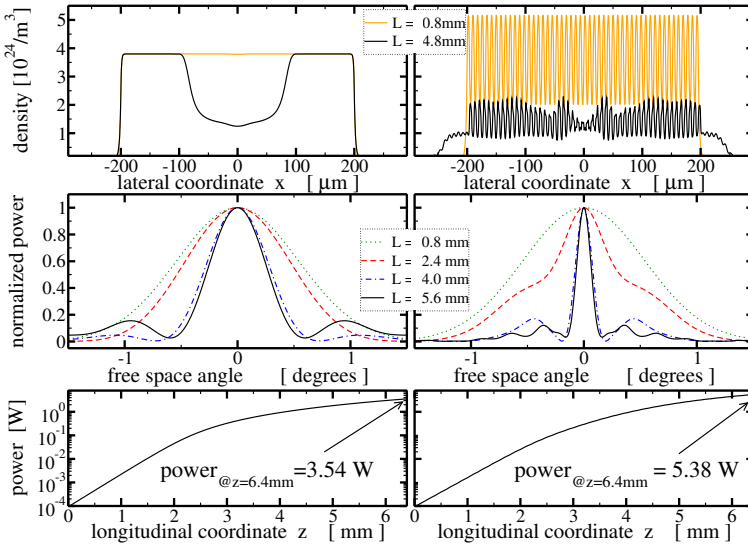 density [10^24/m^3]
5
4
3
2
1
L = 0.8mm
L = 4.8mm
-200 -100 0 100 200
-200 -100 0 100 200
lateral coordinate x [ μm ]
lateral coordinate x [ μm ]
normalized power
1
0.8
0.6
0.4
0.2
0
L = 0.8 mm
L = 2.4 mm
L = 4.0 mm
L = 5.6 mm
-1 0 1
-1 0 1
free space angle [ degrees ]
free space angle [ degrees ]
power [W]
10^0
10^-1
10^-2
10^-3
10^-4
power@z=6.4mm=3.54 W
power@z=6.4mm = 5.38 W
0 1 2 3 4 5 6
0 1 2 3 4 5 6
longitudinal coordinate z [ mm ]
longitudinal coordinate z [ mm ]